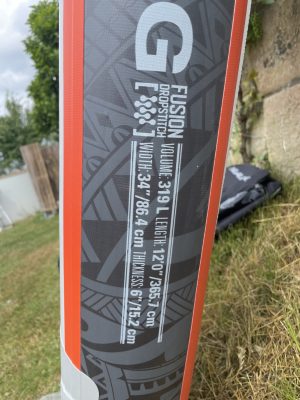 G
FUSION
DROPSTITCH
VOLUME: 319 L LENGTH: 12'0"/365.7 cm
WIDTH: 34"/86.4 cm THICKNESS: 6"/15.2 cm